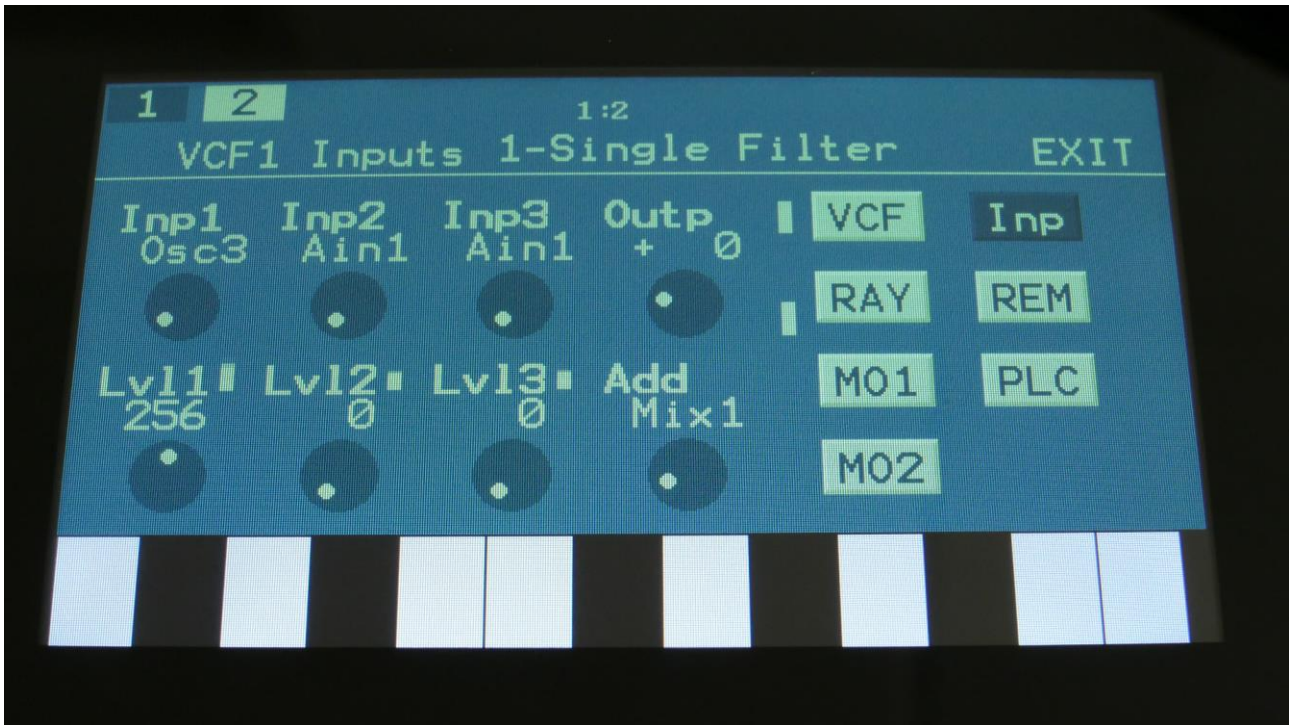 1 2 1:2
VCF1 Inputs 1-Single Filter EXIT
Inp1 Inp2 Inp3 Outp VCF Inp
Osc3 Ain1 Ain1 + 0
RAY REM
Lvl1 Lvl2 Lvl3 Add MO1 PLC
256 0 0 Mix1
MO2